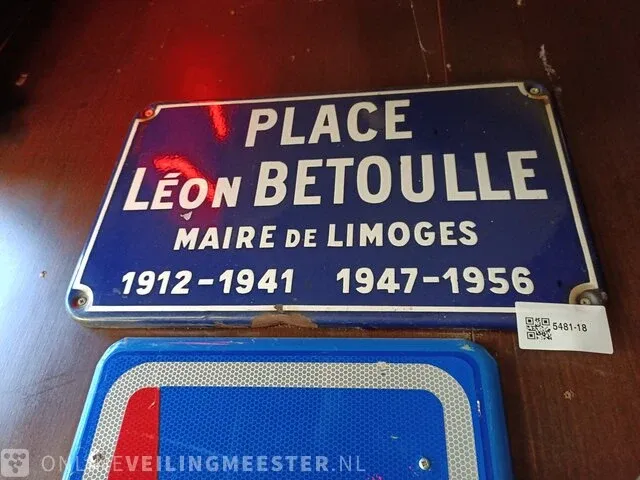 PLACE
LÉON BETOULLE
MAIRE DE LIMOGES
1912-1941 1947-1956
5481-18
ONLINEVEILINGMEESTER.NL